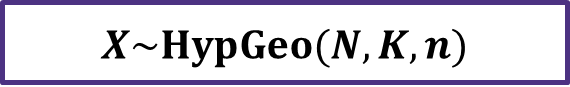 X~HypGeo(N, K, n)